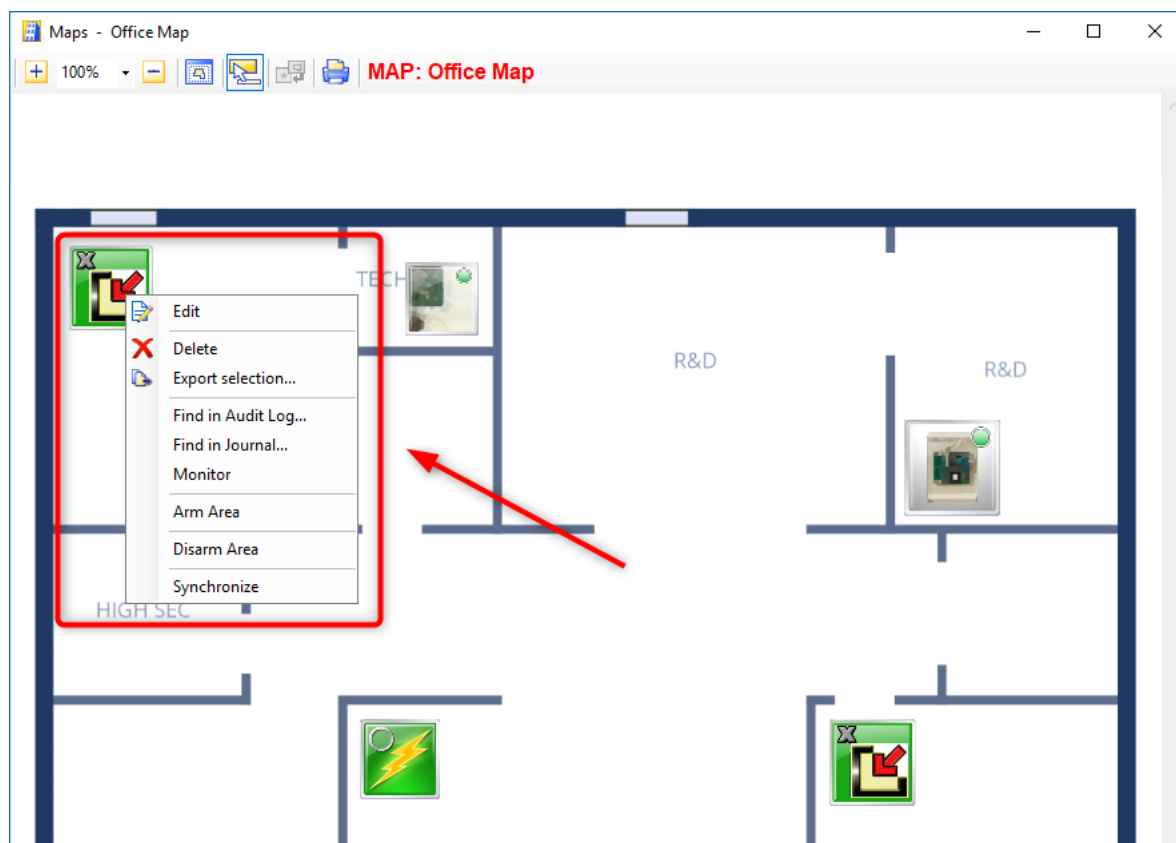 Maps - Office Map
100%
MAP: Office Map
TECH
Edit
Delete
Export selection...
Find in Audit Log...
Find in Journal...
Monitor
Arm Area
Disarm Area
Synchronize
R&D
R&D
HIGH SEC